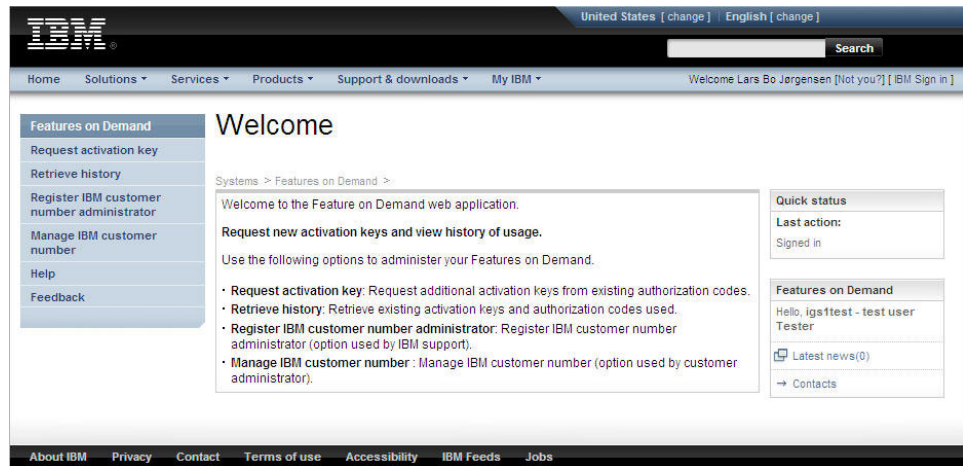 United States [ change ] | English [ change ]
IBM ®
Search
Home Solutions Services Products Support & downloads My IBM Welcome Lars Bo Jørgensen [Not you?] [ IBM Sign in ]
Features on Demand
Request activation key
Retrieve history
Register IBM customer
number administrator
Manage IBM customer
number
Help
Feedback
Welcome
Systems > Features on Demand >
Welcome to the Feature on Demand web application.
Request new activation keys and view history of usage.
Use the following options to administer your Features on Demand.
· Request activation key: Request additional activation keys from existing authorization codes.
· Retrieve history: Retrieve existing activation keys and authorization codes used.
· Register IBM customer number administrator: Register IBM customer number
administrator (option used by IBM support).
· Manage IBM customer number : Manage IBM customer number (option used by customer
administrator).
Quick status
Last action:
Signed in
Features on Demand
Hello, igs1test - test user
Tester
Latest news(0)
→ Contacts
About IBM Privacy Contact Terms of use Accessibility IBM Feeds Jobs